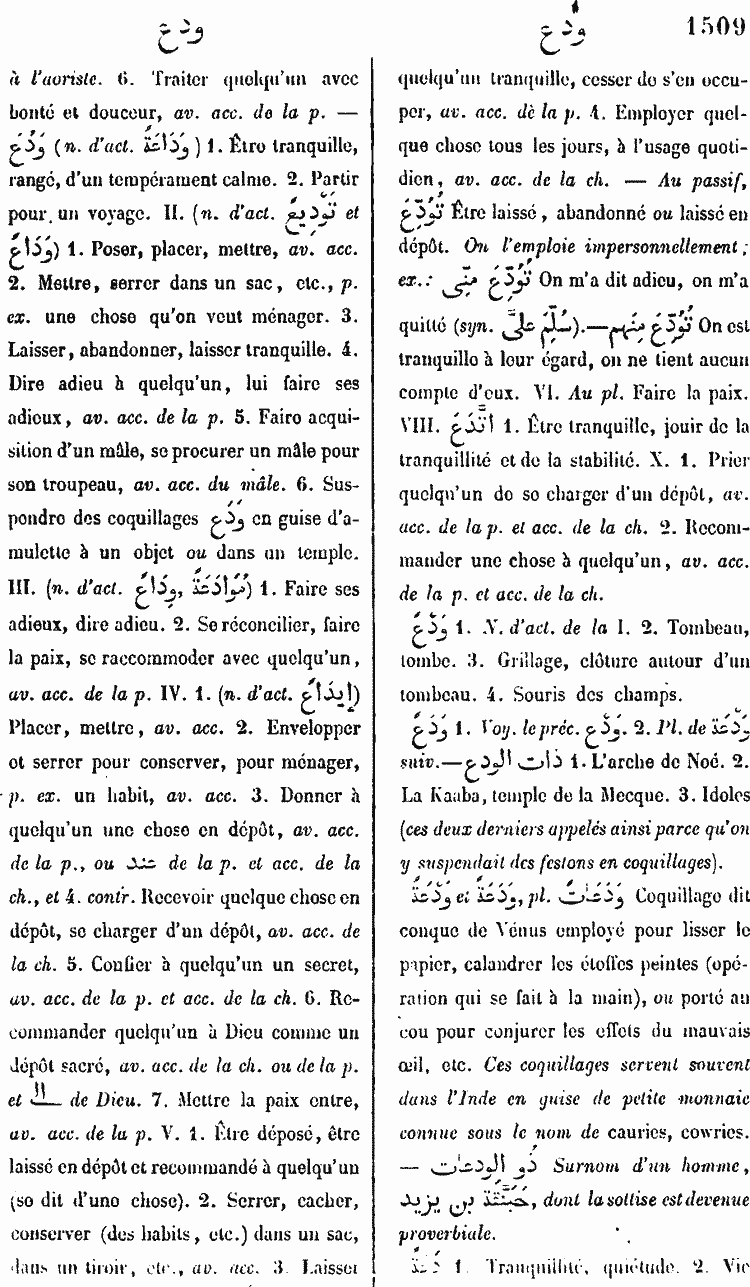 ودع
وَدع 1509
à l'aoriste. 6. Traiter quelqu'un avec
bonté et douceur, av. acc. de la p. —
وَدُعَ (n. d'act. وَدَاعَةٌ) 1. Être tranquille,
rangé, d'un tempérament calme. 2. Partir
pour un voyage. II. (n. d'act. تَوْدِيعٌ et
وَدَاعٌ) 1. Poser, placer, mettre, av. acc.
2. Mettre, serrer dans un sac, etc., p.
ex. une chose qu'on veut ménager. 3.
Laisser, abandonner, laisser tranquille. 4.
Dire adieu à quelqu'un, lui faire ses
adieux, av. acc. de la p. 5. Faire acqui-
sition d'un mâle, se procurer un mâle pour
son troupeau, av. acc. du mâle. 6. Sus-
pendre des coquillages وَدَع en guise d'a-
mulette à un objet ou dans un temple.
III. (n. d'act. وِدَاعٌ, مُوَادَعَةٌ) 1. Faire ses
adieux, dire adieu. 2. Se réconcilier, faire
la paix, se raccommoder avec quelqu'un,
av. acc. de la p. IV. 1. (n. d'act. إِيدَاعٌ)
Placer, mettre, av. acc. 2. Envelopper
et serrer pour conserver, pour ménager,
p. ex. un habit, av. acc. 3. Donner à
quelqu'un une chose en dépôt, av. acc.
de la p., ou عند de la p. et acc. de la
ch., et 4. contr. Recevoir quelque chose en
dépôt, se charger d'un dépôt, av. acc. de
la ch. 5. Confier à quelqu'un un secret,
av. acc. de la p. et acc. de la ch. 6. Re-
commander quelqu'un à Dieu comme un
dépôt sacré, av. acc. de la ch. ou de la p.
et de Dieu. 7. Mettre la paix entre,
av. acc. de la p. V. 1. Être déposé, être
laissé en dépôt et recommandé à quelqu'un
(se dit d'une chose). 2. Serrer, cacher,
conserver (des habits, etc.) dans un sac,
dans un tiroir, etc., av. acc. 3. Laisser
quelqu'un tranquille, cesser de s'en occu-
per, av. acc. de la p. 4. Employer quel-
que chose tous les jours, à l'usage quoti-
dien, av. acc. de la ch. — Au passif,
تُوُدِّعَ Être laissé, abandonné ou laissé en
dépôt. On l'emploie impersonnellement;
ex.: تُوُدِّعَ مِنِّى On m'a dit adieu, on m'a
quitté (syn. سُلِّمَ عَلَىَّ).—تُوُدِّعَ مِنهم On est
tranquille à leur égard, on ne tient aucun
compte d'eux. VI. Au pl. Faire la paix.
VIII. اتَّدَعَ 1. Être tranquille, jouir de la
tranquillité et de la stabilité. X. 1. Prier
quelqu'un de se charger d'un dépôt, av.
acc. de la p. et acc. de la ch. 2. Recom-
mander une chose à quelqu'un, av. acc.
de la p. et acc. de la ch.
وَدْعٌ 1. N. d'act. de la I. 2. Tombeau,
tombe. 3. Grillage, clôture autour d'un
tombeau. 4. Souris des champs.
وَدَعٌ 1. Voy. le préc. وَدْع. 2. Pl. de وَدَعَة
suiv.—ذات الودع 1. L'arche de Noé. 2.
La Kaaba, temple de la Mecque. 3. Idoles
(ces deux derniers appelés ainsi parce qu'on
y suspendait des festons en coquillages).
وَدْعَةٌ et وَدَعَةٌ, pl. وَدَعَاتٌ Coquillage dit
conque de Vénus employé pour lisser le
papier, calandrer les étoffes peintes (opé-
ration qui se fait à la main), ou porté au
cou pour conjurer les effets du mauvais
œil, etc. Ces coquillages servent souvent
dans l'Inde en guise de petite monnaie
connue sous le nom de cauries, cowries.
— ذُو الودعات Surnom d'un homme,
هَبَنَّقَة بن يزيد, dont la sottise est devenue
proverbiale.
1. Tranquillité, quiétude. 2. Vie